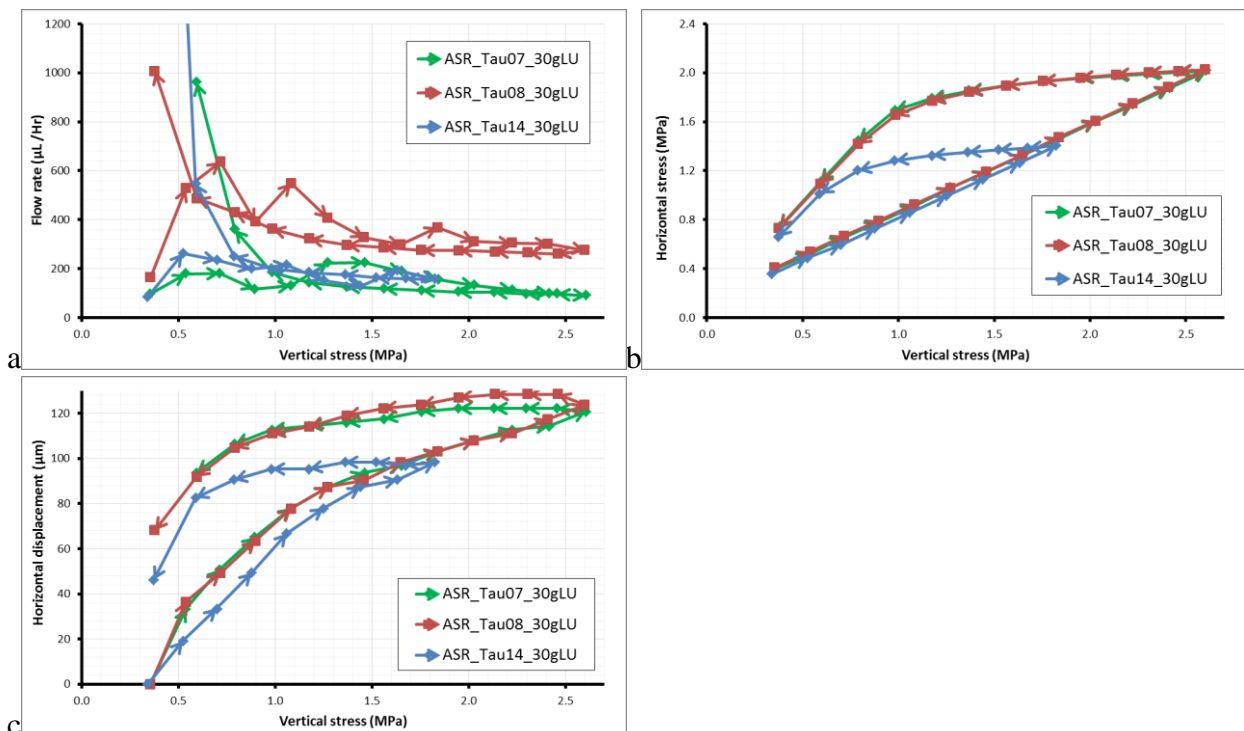 1200
1000
800
600
400
200
0
0.0 0.5 1.0 1.5 2.0 2.5
Flow rate (µL /Hr)
Vertical stress (MPa)
ASR_Tau07_30gLU
ASR_Tau08_30gLU
ASR_Tau14_30gLU
a
2.4
2.0
1.6
1.2
0.8
0.4
0.0
0.0 0.5 1.0 1.5 2.0 2.5
Horizontal stress (MPa)
Vertical stress (MPa)
ASR_Tau07_30gLU
ASR_Tau08_30gLU
ASR_Tau14_30gLU
b
120
100
80
60
40
20
0
0.0 0.5 1.0 1.5 2.0 2.5
Horizontal displacement (µm)
Vertical stress (MPa)
ASR_Tau07_30gLU
ASR_Tau08_30gLU
ASR_Tau14_30gLU
c